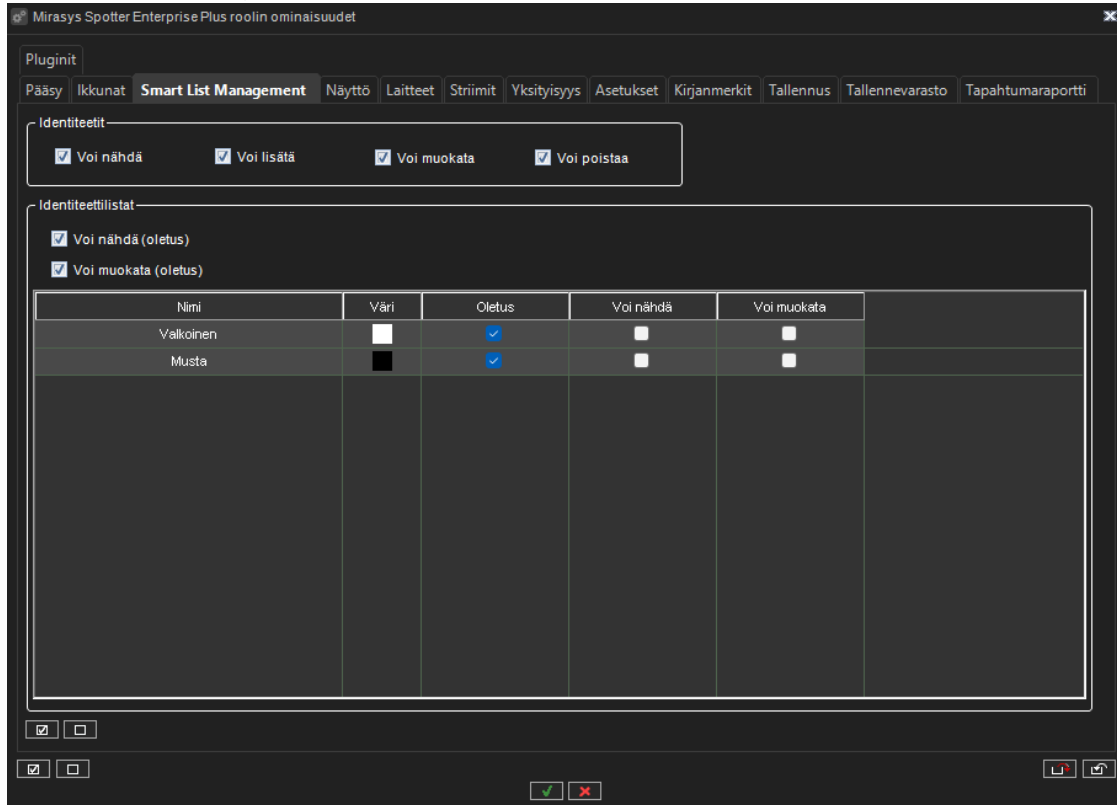 Mirasys Spotter Enterprise Plus roolin ominaisuudet
Pluginit
Pääsy Ikkunat Smart List Management Näyttö Laitteet Striimit Yksityisyys Asetukset Kirjanmerkit Tallennus Tallennevarasto Tapahtumaraportti
Identiteetit
Voi nähdä Voi lisätä Voi muokata Voi poistaa
Identiteettilistat
Voi nähdä (oletus)
Voi muokata (oletus)
Nimi Väri Oletus Voi nähdä Voi muokata
Valkoinen
Musta